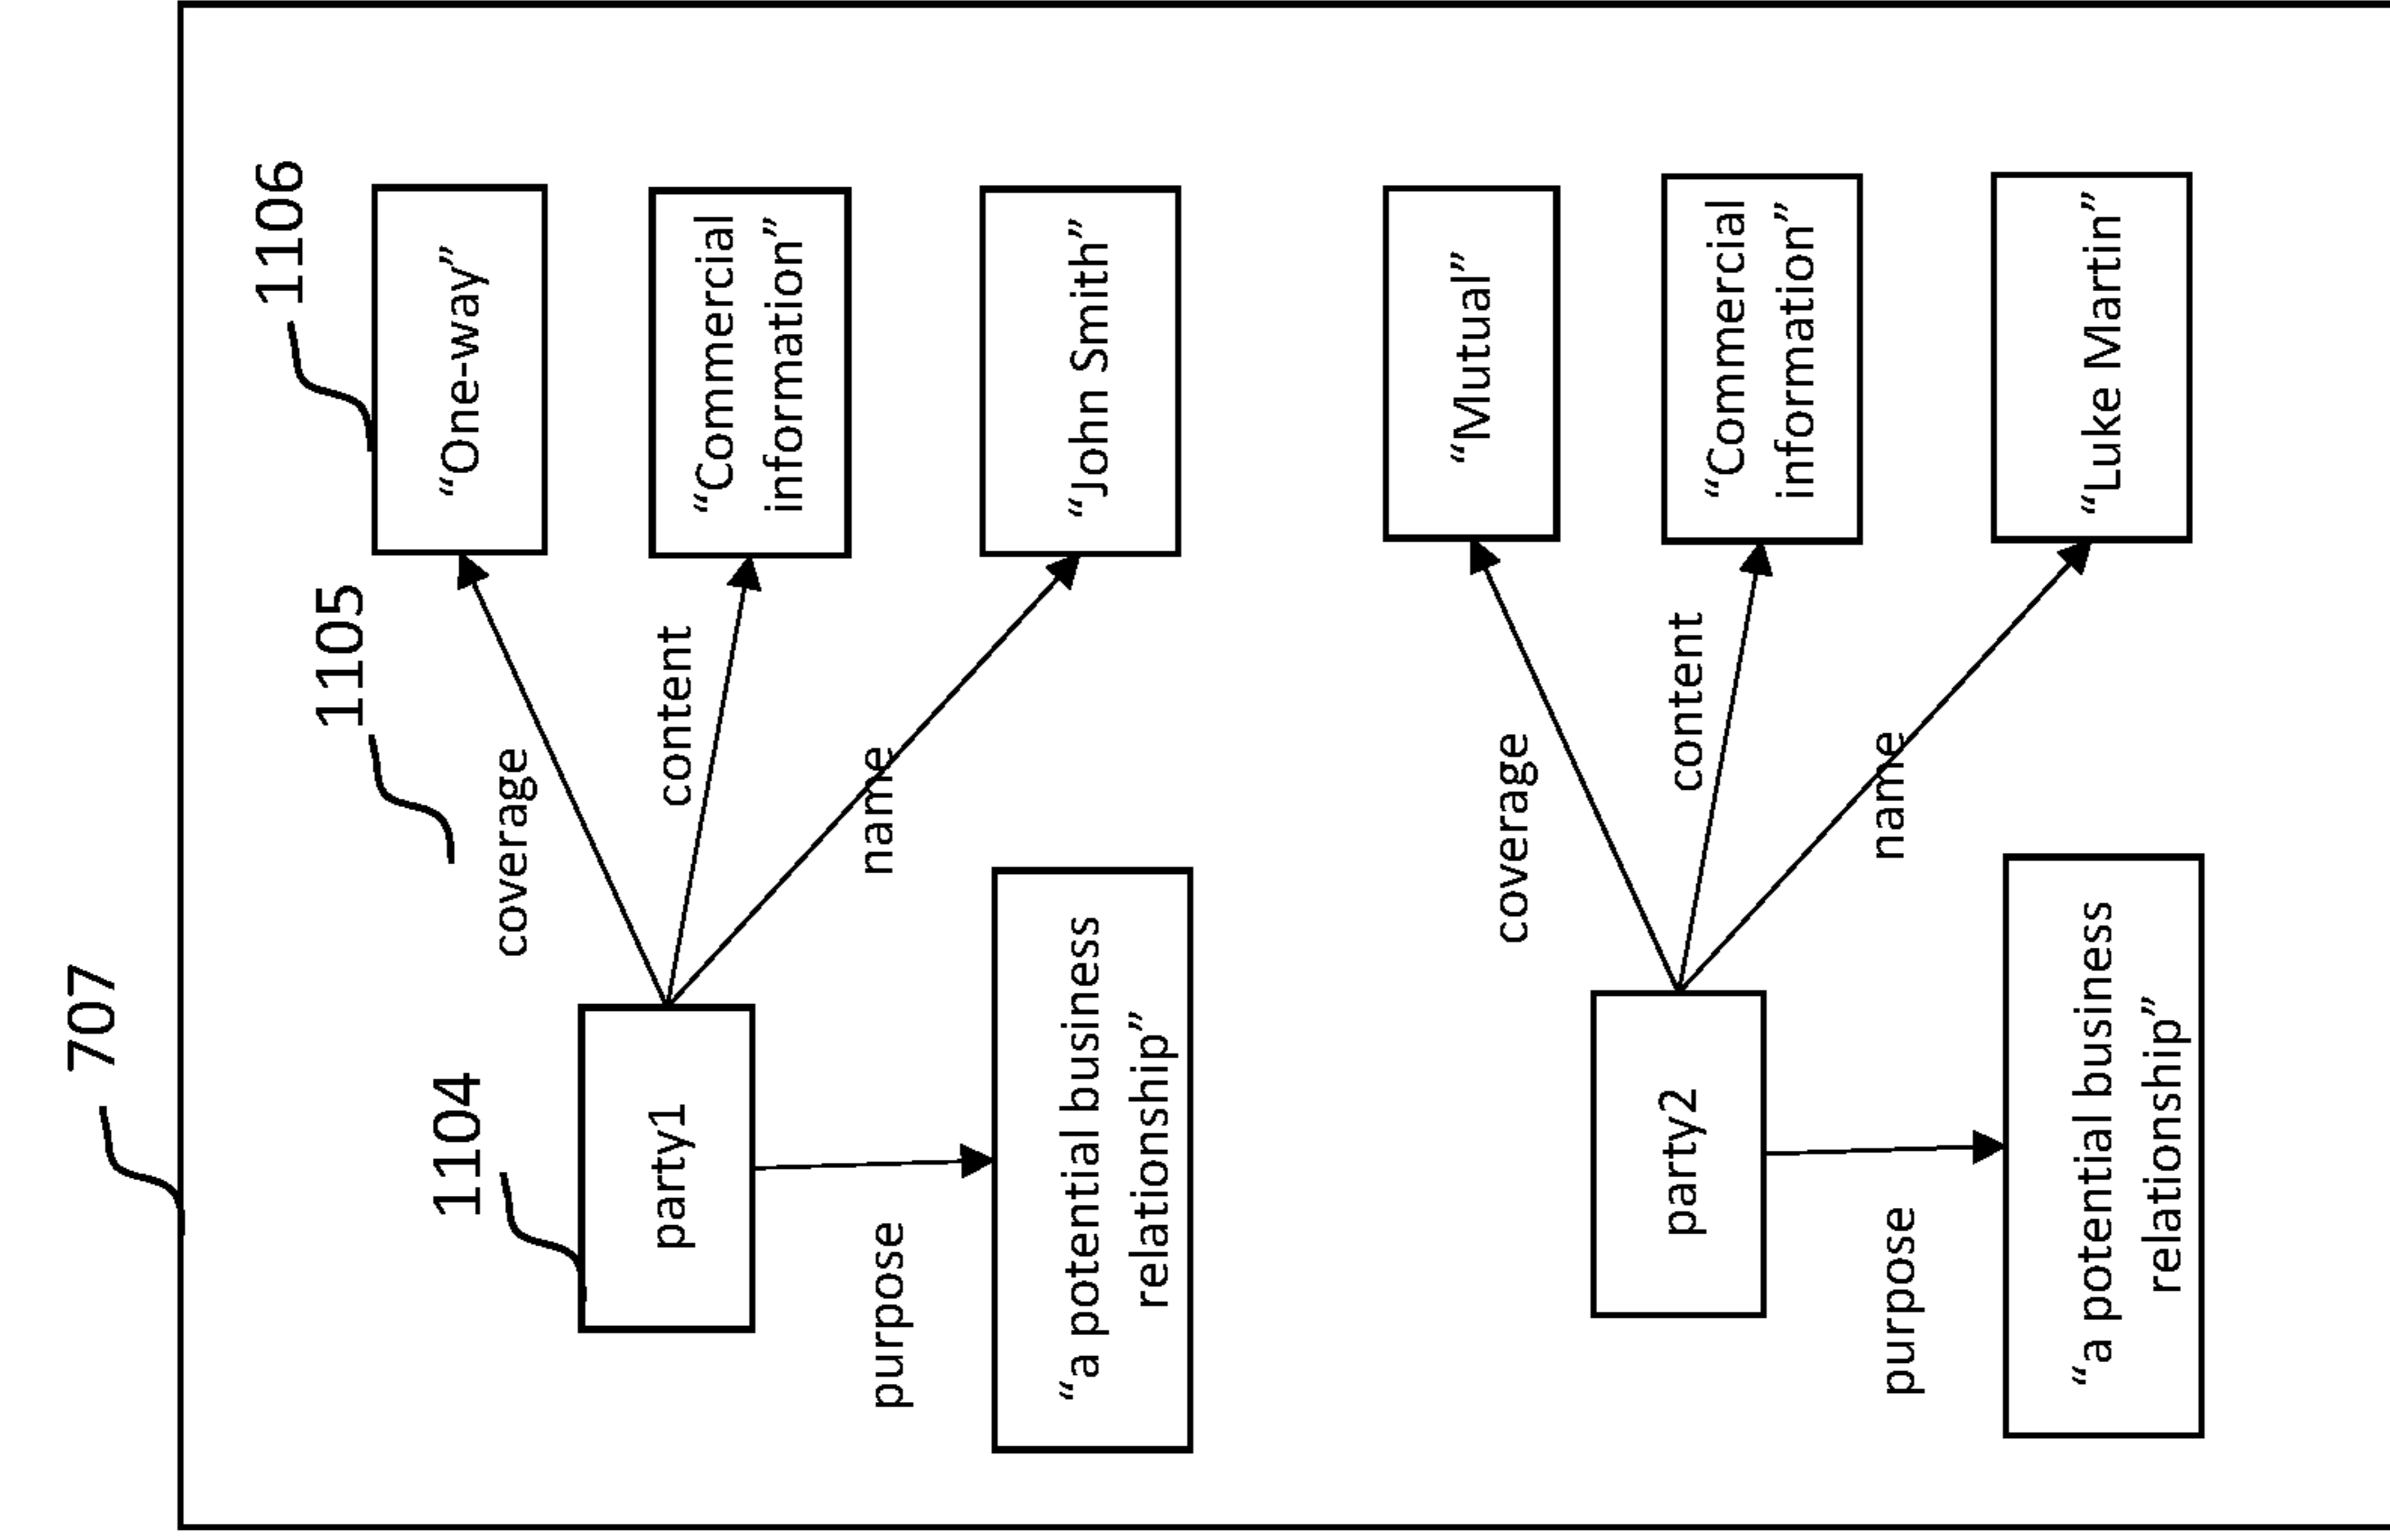 707
1106
1105
1104
“One-way”
coverage
“Commercial
information”
content
party1
“John Smith”
name
purpose
“a potential business
relationship”
“Mutual”
coverage
“Commercial
information”
content
party2
“Luke Martin”
name
purpose
“a potential business
relationship”